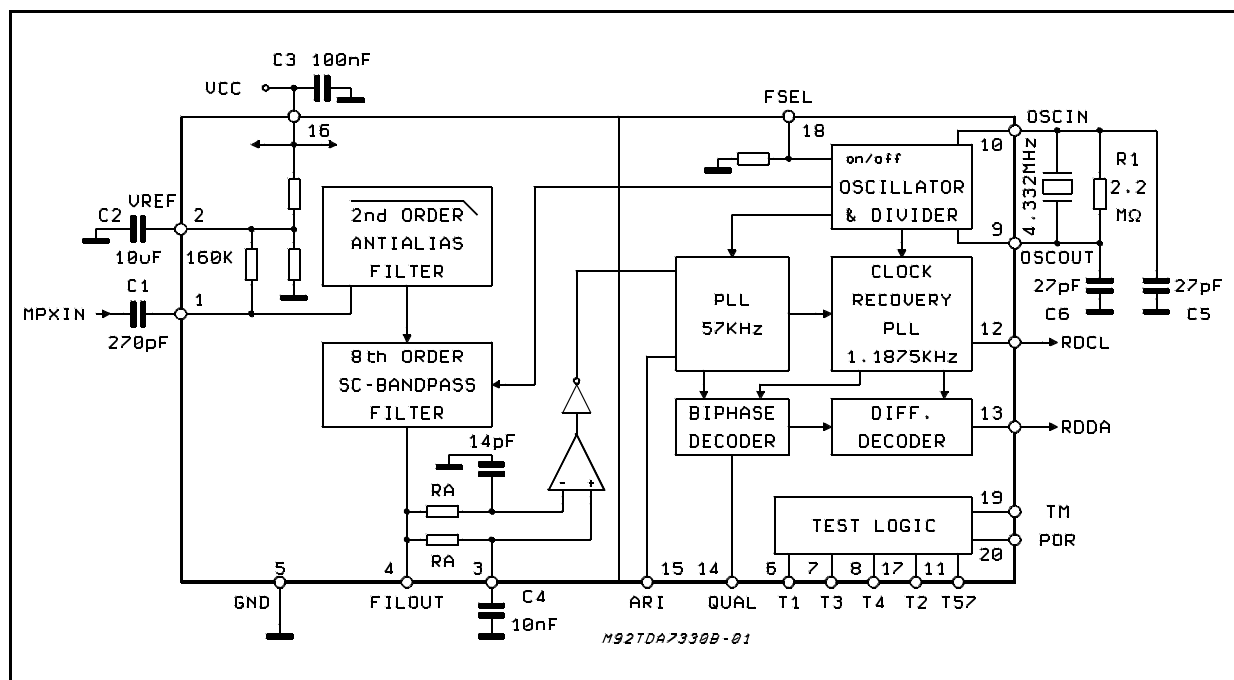 C3 100nF
VCC
FSEL
16
18
OSCIN
10
on/off
OSCILLATOR
& DIVIDER
4.332MHz
R1
2.2
MΩ
9
OSCOUT
VREF
C2
2
10uF
160K
2nd ORDER
ANTIALIAS
FILTER
C1
1
MPXIN
270pF
PLL
57KHz
CLOCK
RECOVERY
PLL
1.1875KHz
27pF
C6
27pF
C5
12
RDCL
8th ORDER
SC-BANDPASS
FILTER
BIPHASE
DECODER
DIFF.
DECODER
13
RDDA
14pF
- +
RA
RA
TEST LOGIC
19
TM
20
POR
5
4
3
15
14
6
7
8
17
11
GND
FILOUT
C4
10nF
ARI
QUAL
T1
T3
T4
T2
T57
M92TDA7330B-01